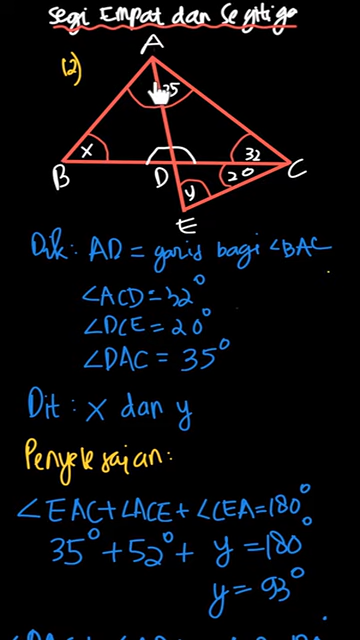 Segi Empat dan Segitiga
(2)
A
35
x
32
B
D
20
C
y
E
Dik: AD = garis bagi ∠BAC
∠ACD = 32°
∠DCE = 20°
∠DAC = 35°
Dit : x dan y
Penyelesaian:
∠EAC + ∠ACE + ∠CEA = 180°
35° + 52° + y = 180°
y = 93°